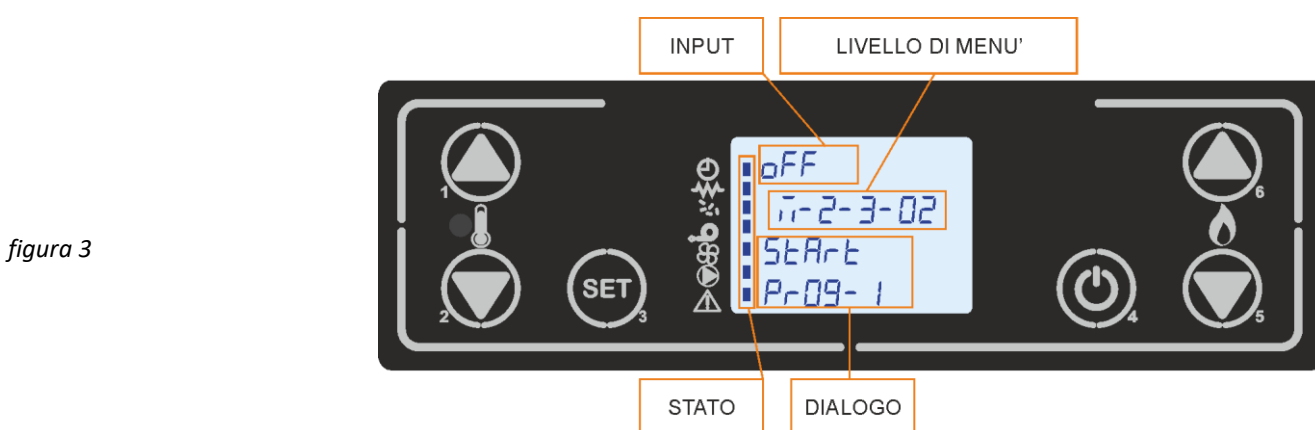 INPUT
LIVELLO DI MENU’
oFF
1
6
m-2-3-02
figura 3
StArt
SET
Pr09-1
2
3
4
5
STATO
DIALOGO